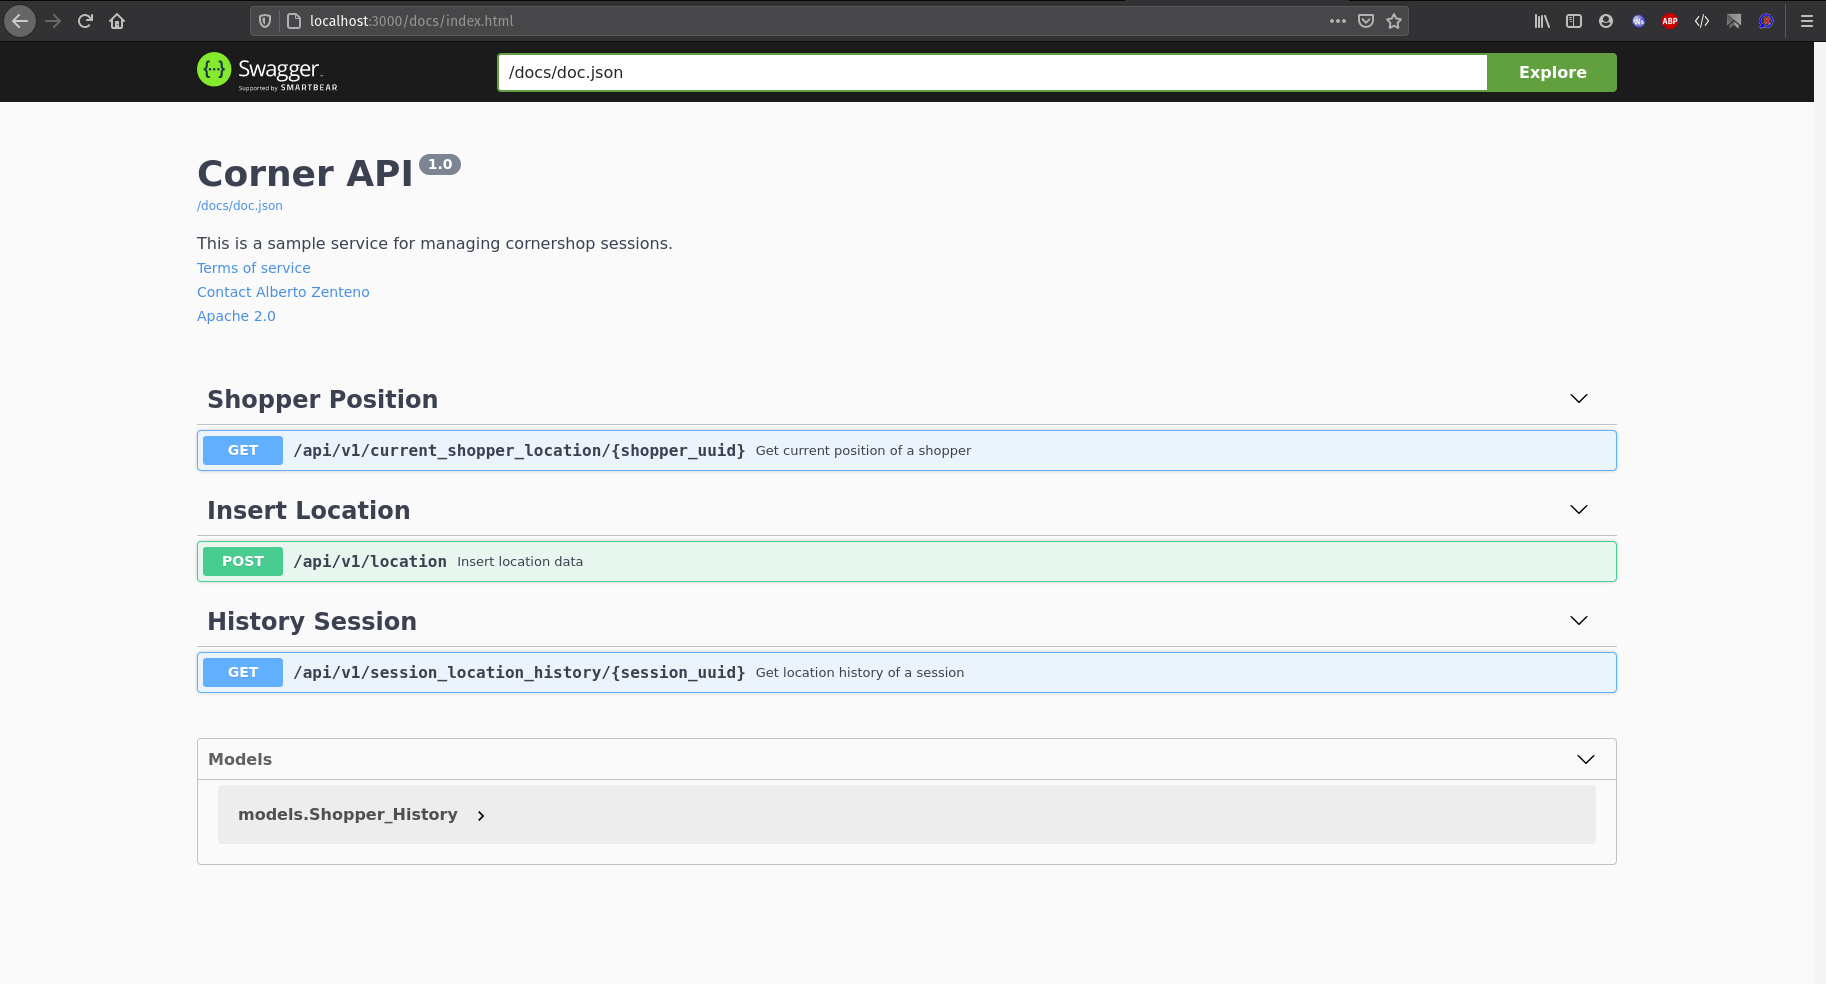 localhost:3000/docs/index.html
ABP
Swagger.
Supported by SMARTBEAR
/docs/doc.json
Explore
Corner API 1.0
/docs/doc.json
This is a sample service for managing cornershop sessions.
Terms of service
Contact Alberto Zenteno
Apache 2.0
Shopper Position
GET /api/v1/current_shopper_location/{shopper_uuid} Get current position of a shopper
Insert Location
POST /api/v1/location Insert location data
History Session
GET /api/v1/session_location_history/{session_uuid} Get location history of a session
Models
models.Shopper_History